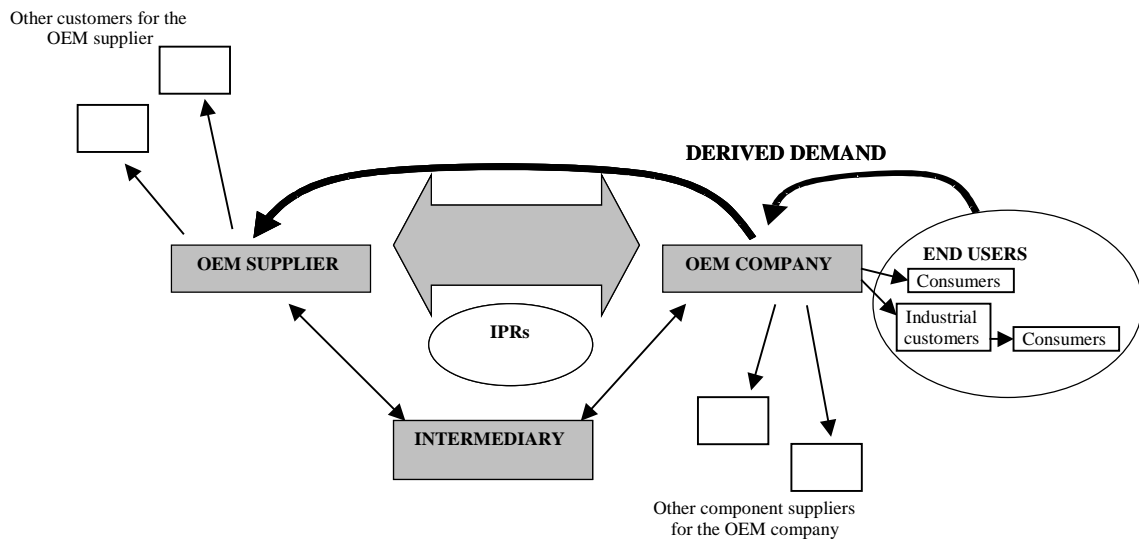 Other customers for the
OEM supplier
DERIVED DEMAND
OEM SUPPLIER
OEM COMPANY
END USERS
Consumers
Industrial
customers
Consumers
IPRs
INTERMEDIARY
Other component suppliers
for the OEM company